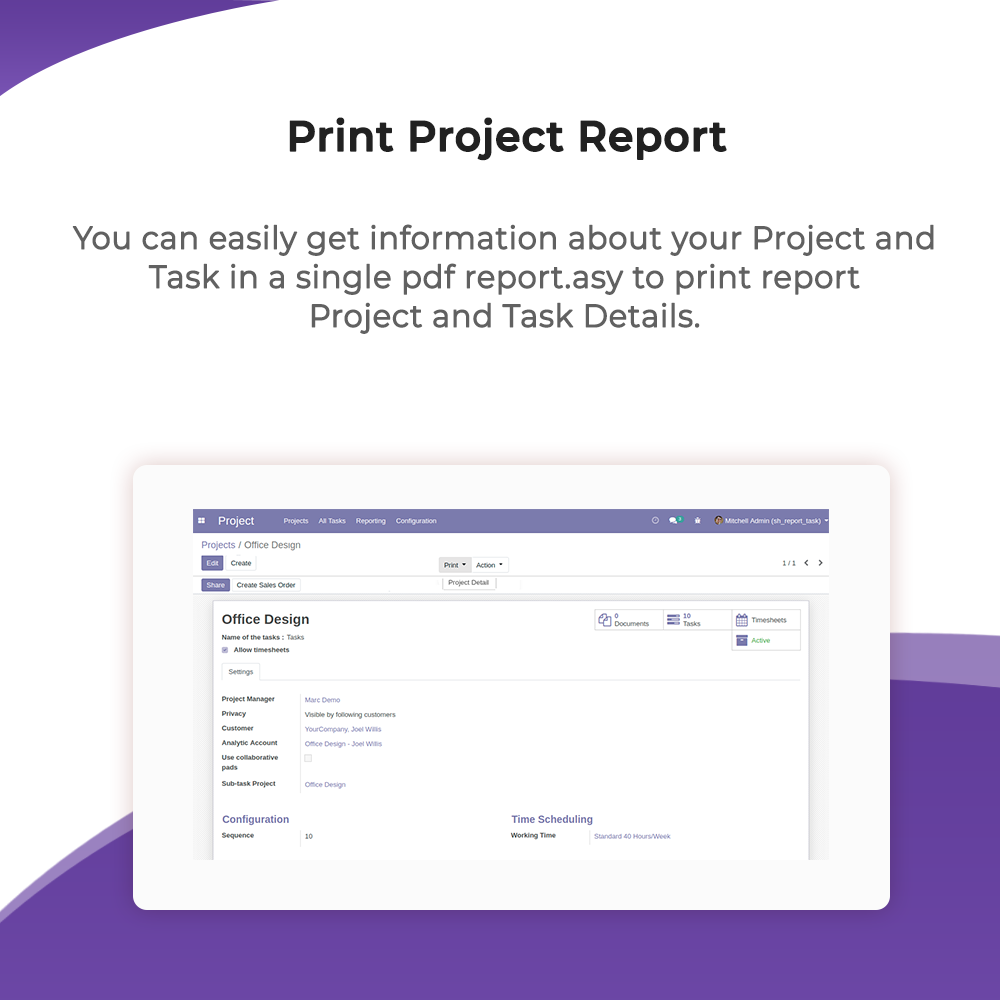 Print Project Report
You can easily get information about your Project and
Task in a single pdf report.asy to print report
Project and Task Details.
Project Projects All Tasks Reporting Configuration 3 Mitchell Admin (sh_report_task)
Projects / Office Design
Edit Create Print Action 1 / 1
Share Create Sales Order Project Detail
Office Design
0 Documents 10 Tasks Timesheets
Name of the tasks : Tasks
Active
Allow timesheets
Settings
Project Manager Marc Demo
Privacy Visible by following customers
Customer YourCompany, Joel Willis
Analytic Account Office Design - Joel Willis
Use collaborative
pads
Sub-task Project Office Design
Configuration Time Scheduling
Sequence 10 Working Time Standard 40 Hours/Week